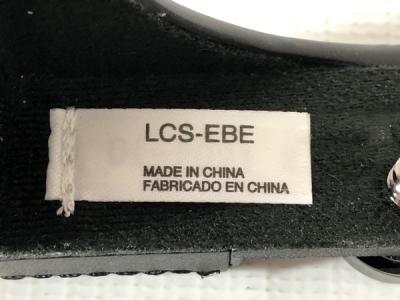 LCS-EBE
MADE IN CHINA
FABRICADO EN CHINA